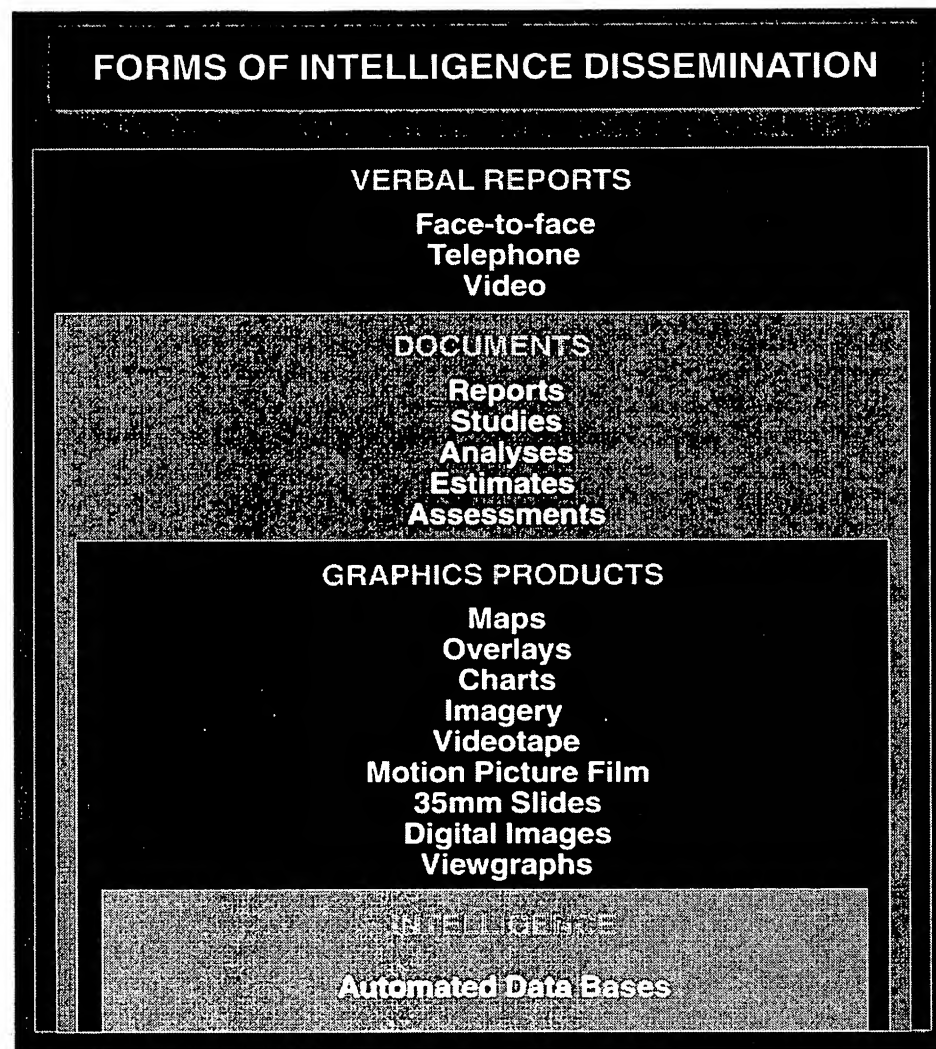 FORMS OF INTELLIGENCE DISSEMINATION
VERBAL REPORTS
Face-to-face
Telephone
Video
DOCUMENTS
Reports
Studies
Analyses
Estimates
Assessments
GRAPHICS PRODUCTS
Maps
Overlays
Charts
Imagery
Videotape
Motion Picture Film
35mm Slides
Digital Images
Viewgraphs
INTELLIGENCE
Automated Data Bases